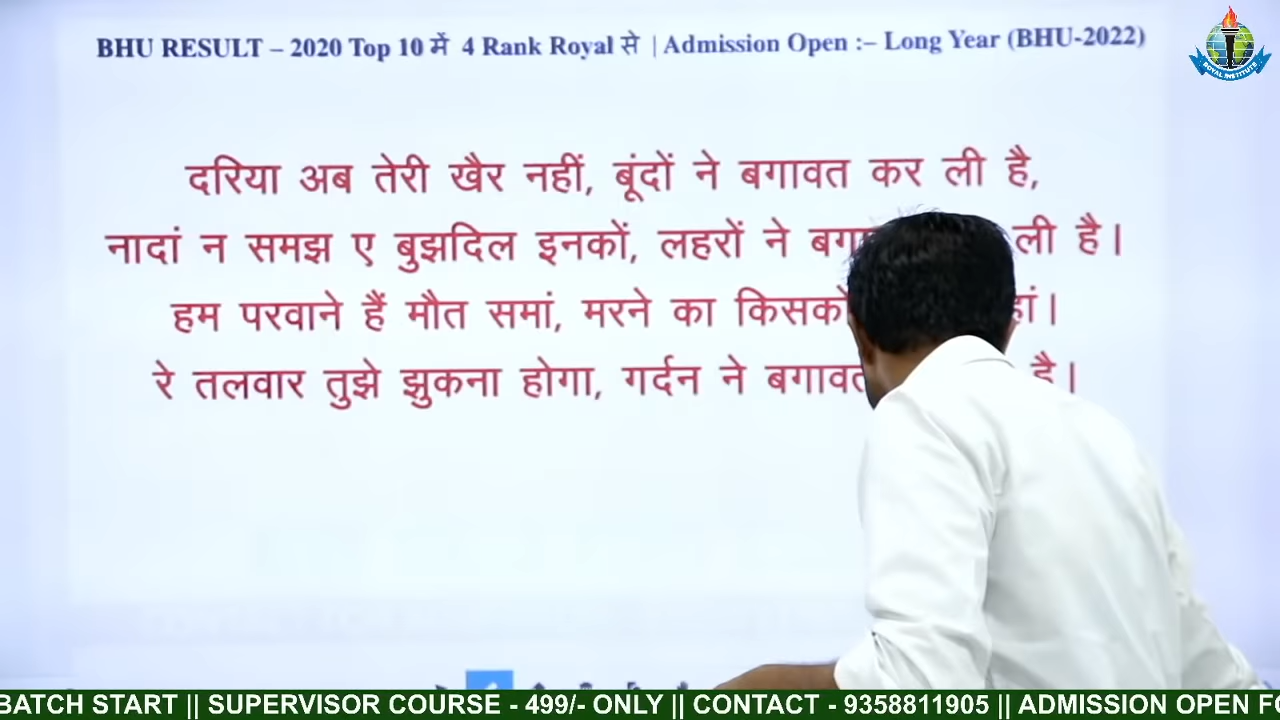 BHU RESULT – 2020 Top 10 में 4 Rank Royal से | Admission Open :– Long Year (BHU-2022)
ROYAL INSTITUTE
दरिया अब तेरी खैर नहीं, बूंदों ने बगावत कर ली है,
नादां न समझ ए बुझदिल इनकों, लहरों ने ली है।
हम परवाने हैं मौत समां, मरने का
रे तलवार तुझे झुकना होगा, गर्दन ने है।
BATCH START || SUPERVISOR COURSE - 499/- ONLY || CONTACT - 9358811905 || ADMISSION OPEN